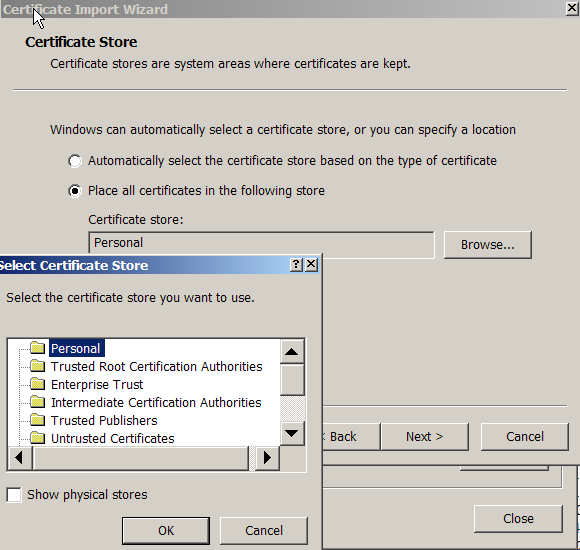 Certificate Import Wizard
Certificate Store
Certificate stores are system areas where certificates are kept.
Windows can automatically select a certificate store, or you can specify a location
Automatically select the certificate store based on the type of certificate
Place all certificates in the following store
Certificate store:
Personal
Browse...
Select Certificate Store
Select the certificate store you want to use.
Personal
Trusted Root Certification Authorities
Enterprise Trust
Intermediate Certification Authorities
Trusted Publishers
Untrusted Certificates
Show physical stores
OK
Cancel
< Back
Next >
Cancel
Close